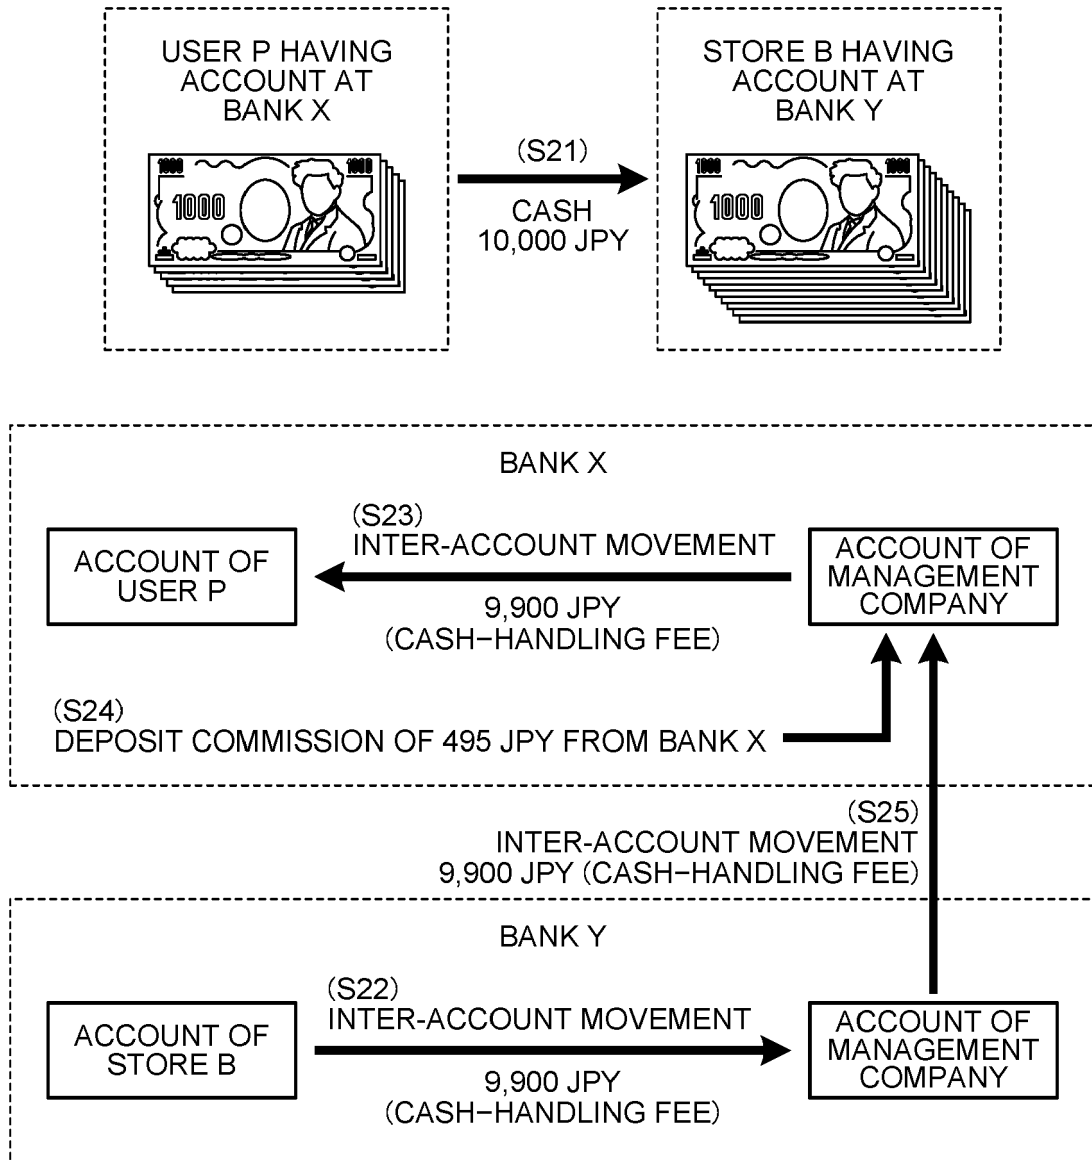 USER P HAVING
ACCOUNT AT
BANK X
1000 1000
1000
(S21)
CASH
10,000 JPY
STORE B HAVING
ACCOUNT AT
BANK Y
1000 1000
1000
BANK X
ACCOUNT OF
USER P
(S23)
INTER-ACCOUNT MOVEMENT
9,900 JPY
(CASH−HANDLING FEE)
ACCOUNT OF
MANAGEMENT
COMPANY
(S24)
DEPOSIT COMMISSION OF 495 JPY FROM BANK X
(S25)
INTER-ACCOUNT MOVEMENT
9,900 JPY (CASH−HANDLING FEE)
BANK Y
ACCOUNT OF
STORE B
(S22)
INTER-ACCOUNT MOVEMENT
9,900 JPY
(CASH−HANDLING FEE)
ACCOUNT OF
MANAGEMENT
COMPANY